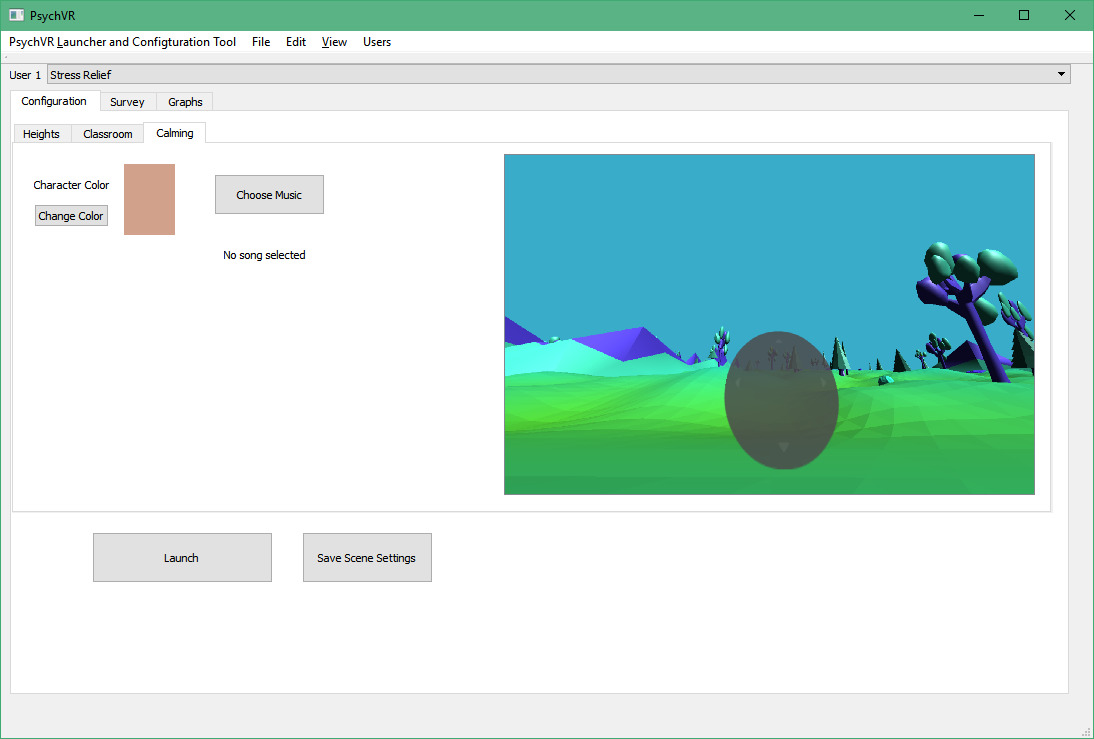 PsychVR
PsychVR Launcher and Configturation Tool File Edit View Users
User 1 Stress Relief
Configuration Survey Graphs
Heights Classroom Calming
Character Color
Choose Music
Change Color
No song selected
Launch Save Scene Settings